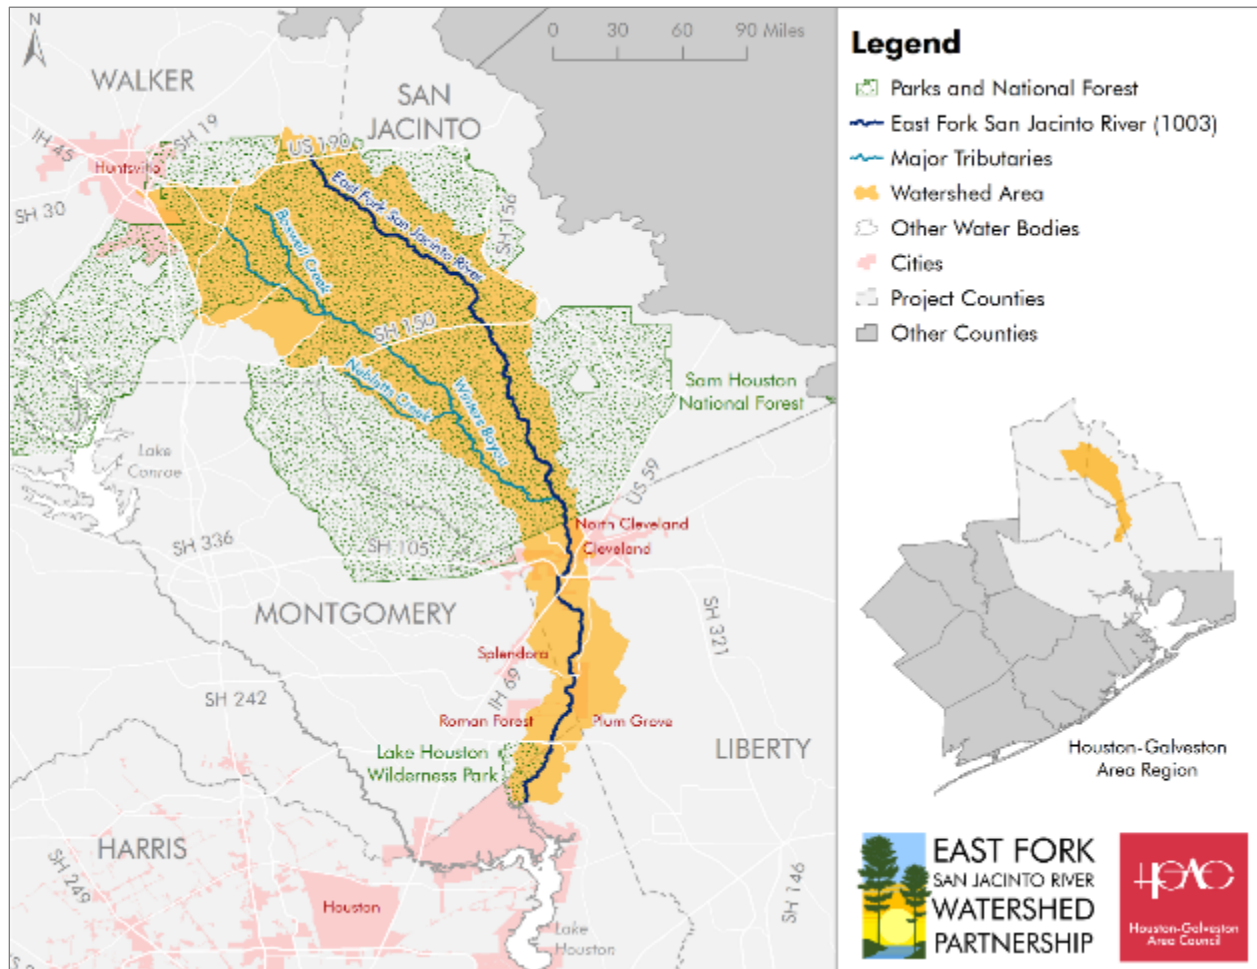 N
0 30 60 90 Miles
WALKER
SAN
JACINTO
IH 45
SH 19
US 190
Huntsville
SH 30
East Fork San Jacinto River
SH 156
Boswell Creek
SH 150
Nebletts Creek
Winters Bayou
Sam Houston
National Forest
Lake
Conroe
US 59
North Cleveland
Cleveland
SH 336
SH 105
MONTGOMERY
SH 321
Splendora
IH 69
SH 242
Roman Forest
Plum Grove
Lake Houston
Wilderness Park
LIBERTY
HARRIS
SH 249
Houston
SH 146
Lake
Houston
Legend
Parks and National Forest
East Fork San Jacinto River (1003)
Major Tributaries
Watershed Area
Other Water Bodies
Cities
Project Counties
Other Counties
Houston-Galveston
Area Region
EAST FORK
SAN JACINTO RIVER
WATERSHED
PARTNERSHIP
Houston-Galveston
Area Council